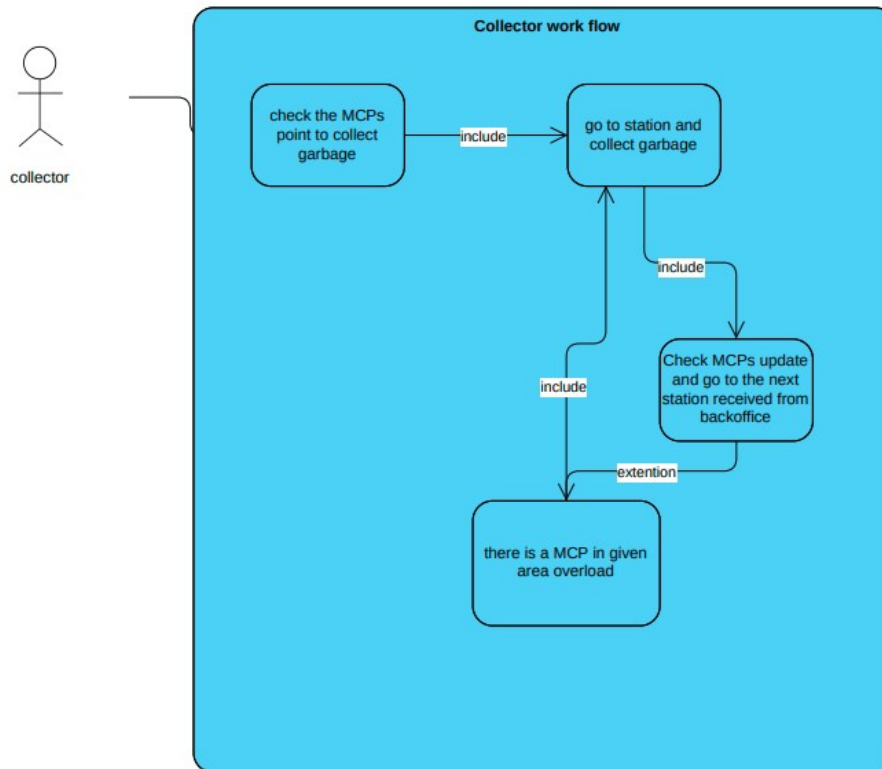 Collector work flow
collector
check the MCPs
point to collect
garbage
include
go to station and
collect garbage
include
Check MCPs update
and go to the next
station received from
backoffice
include
extention
there is a MCP in given
area overload